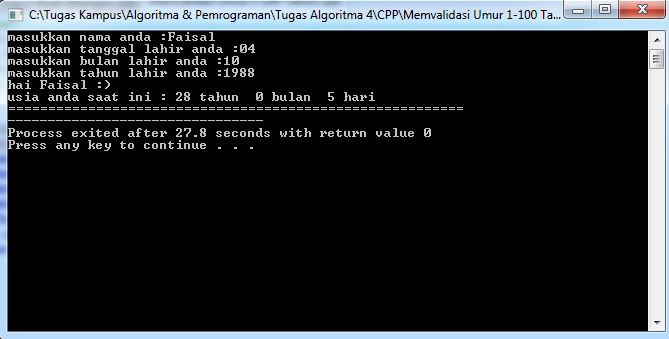 C:\Tugas Kampus\Algoritma & Pemrograman\Tugas Algoritma 4\CPP\Memvalidasi Umur 1-100 Ta...
masukkan nama anda :Faisal
masukkan tanggal lahir anda :04
masukkan bulan lahir anda :10
masukkan tahun lahir anda :1988
hai Faisal :)
usia anda saat ini : 28 tahun  0 bulan  5 hari
=========================================================
--------------------------------
Process exited after 27.8 seconds with return value 0
Press any key to continue . . .